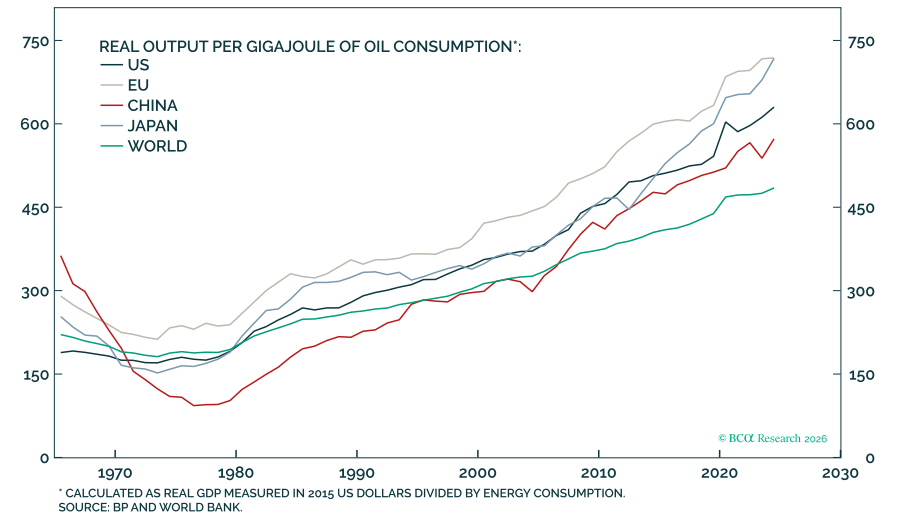 REAL OUTPUT PER GIGAJOULE OF OIL CONSUMPTION*:
US
EU
CHINA
JAPAN
WORLD
750
600
450
300
150
0
750
600
450
300
150
0
© BCα Research 2026
1970 1980 1990 2000 2010 2020 2030
* CALCULATED AS REAL GDP MEASURED IN 2015 US DOLLARS DIVIDED BY ENERGY CONSUMPTION.
SOURCE: BP AND WORLD BANK.